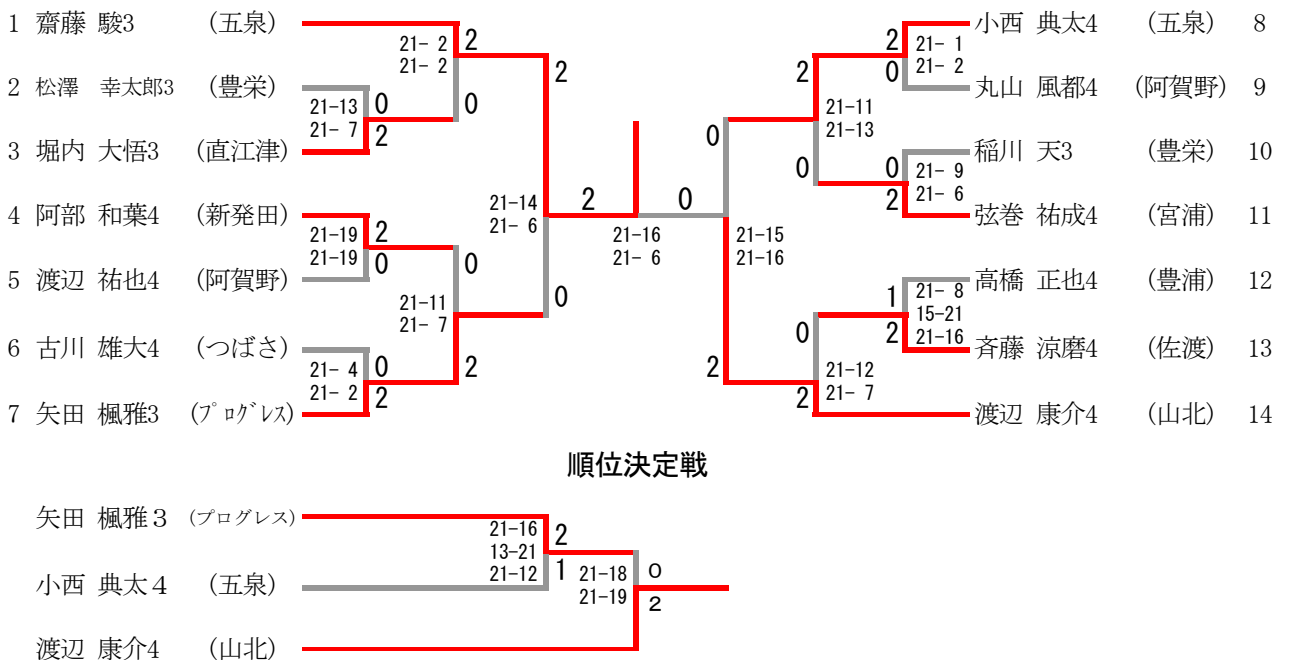 1 齋藤 駿3 (五泉)
2 松澤 幸太郎3 (豊栄)
3 堀内 大悟3 (直江津)
4 阿部 和葉4 (新発田)
5 渡辺 祐也4 (阿賀野)
6 古川 雄大4 (つばさ)
7 矢田 楓雅3 (プログレス)
21- 2 2
21- 2
0
21-13 0
21- 7 2
2
21-19 2
21-19 0
0
21-11
21- 7
2
21- 4 0
21- 2 2
21-14
21- 6
0
2 0
21-16
21- 6
0
21-15
21-16
2
2
21-11
21-13
0
0
21-12
21- 7
2
2 21- 1
0 21- 2
0 21- 9
2 21- 6
1 21- 8
15-21
2 21-16
小西 典太4 (五泉) 8
丸山 風都4 (阿賀野) 9
稲川 天3 (豊栄) 10
弦巻 祐成4 (宮浦) 11
高橋 正也4 (豊浦) 12
斉藤 涼磨4 (佐渡) 13
渡辺 康介4 (山北) 14
順位決定戦
矢田 楓雅3 (プログレス)
小西 典太4 (五泉)
渡辺 康介4 (山北)
21-16 2
13-21
21-12 1
21-18 0
21-19 2